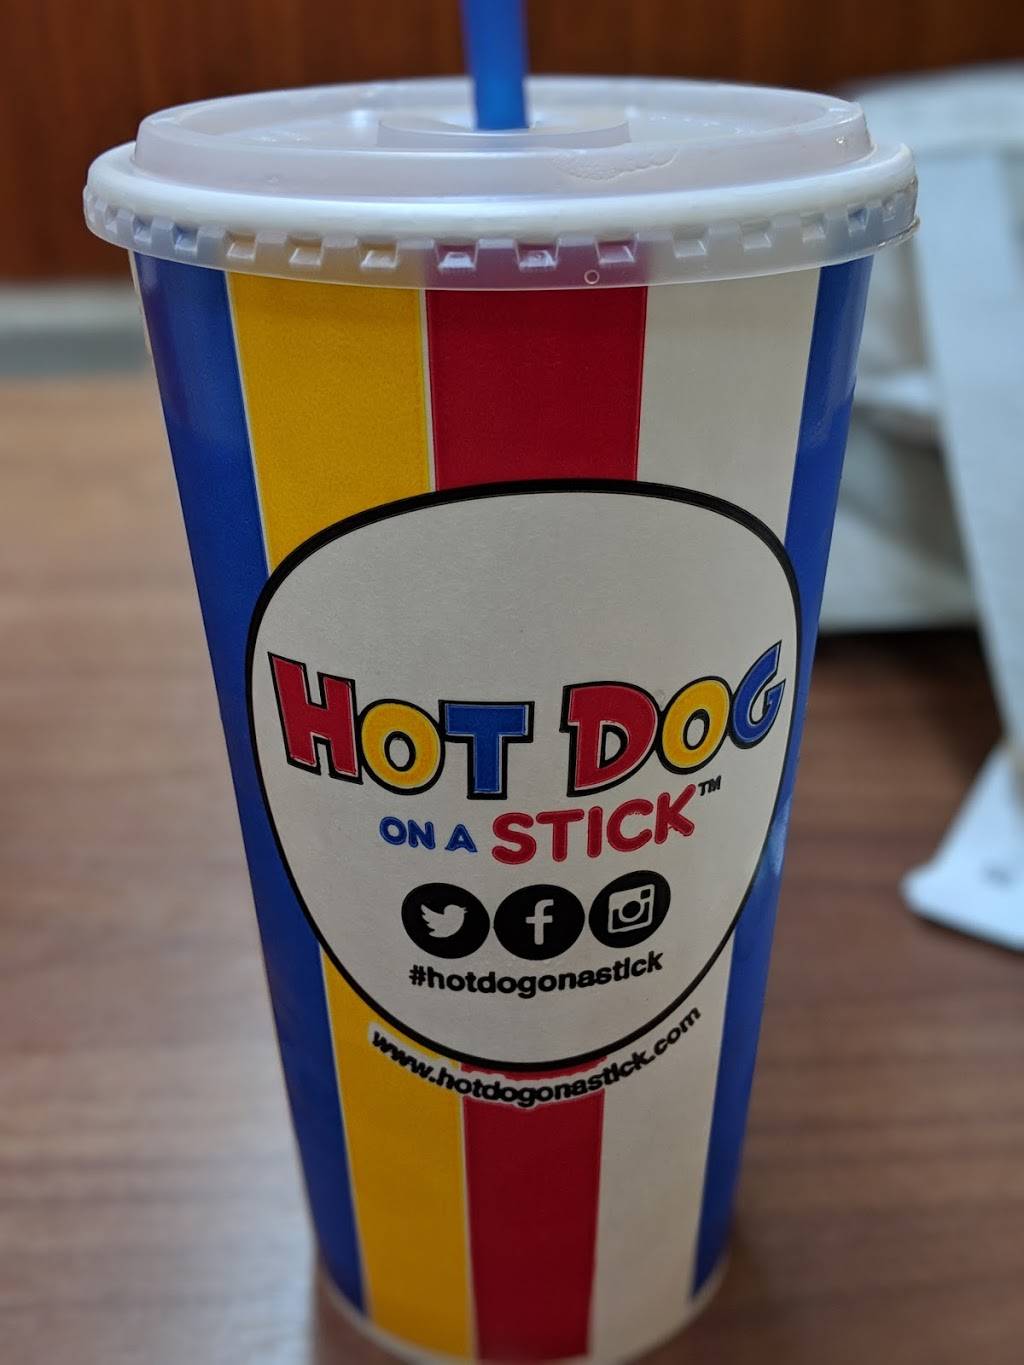 HOT DOG
ON A STICK™
#hotdogonastick
www.hotdogonastick.com